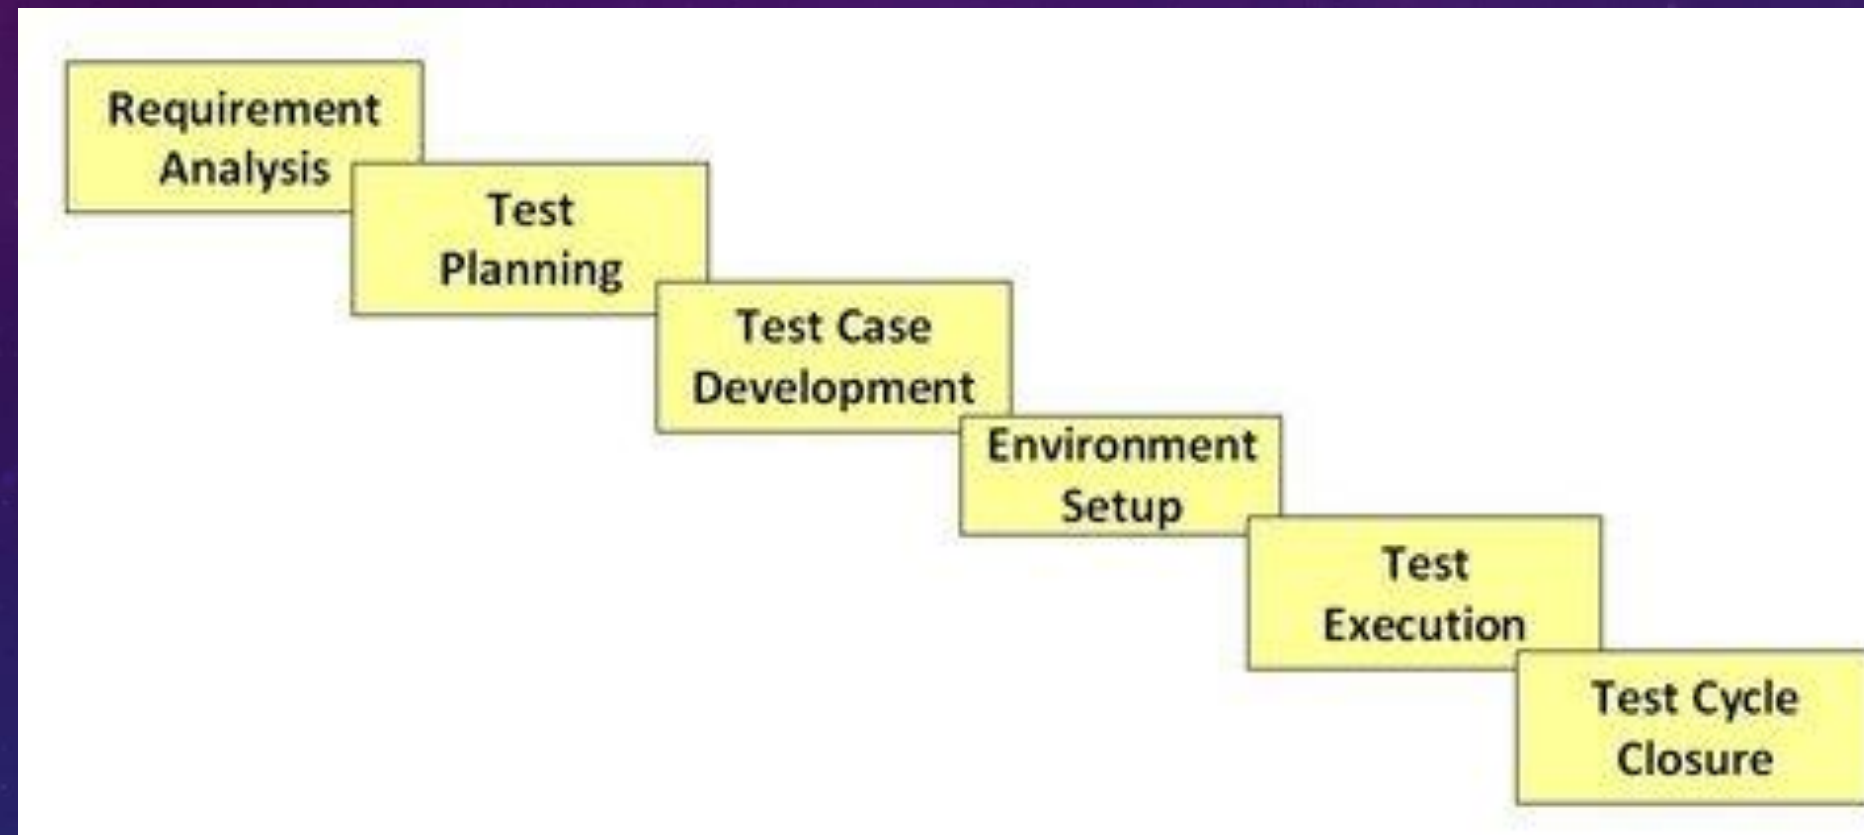 Requirement
Analysis
Test
Planning
Test Case
Development
Environment
Setup
Test
Execution
Test Cycle
Closure